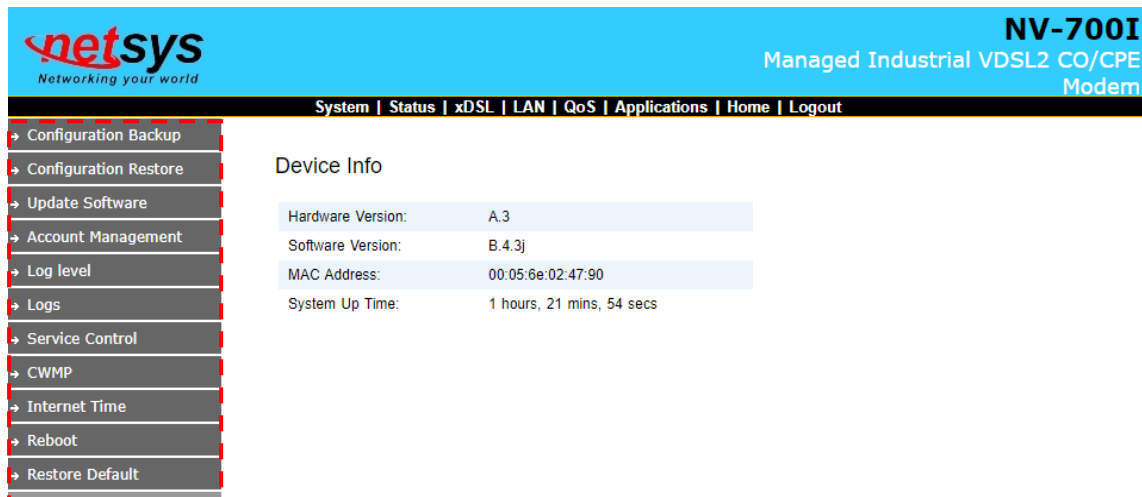 netsys
Networking your world
NV-700I
Managed Industrial VDSL2 CO/CPE
Modem
System | Status | xDSL | LAN | QoS | Applications | Home | Logout
Configuration Backup
Configuration Restore
Update Software
Account Management
Log level
Logs
Service Control
CWMP
Internet Time
Reboot
Restore Default
Device Info
Hardware Version: A.3
Software Version: B.4.3j
MAC Address: 00:05:6e:02:47:90
System Up Time: 1 hours, 21 mins, 54 secs